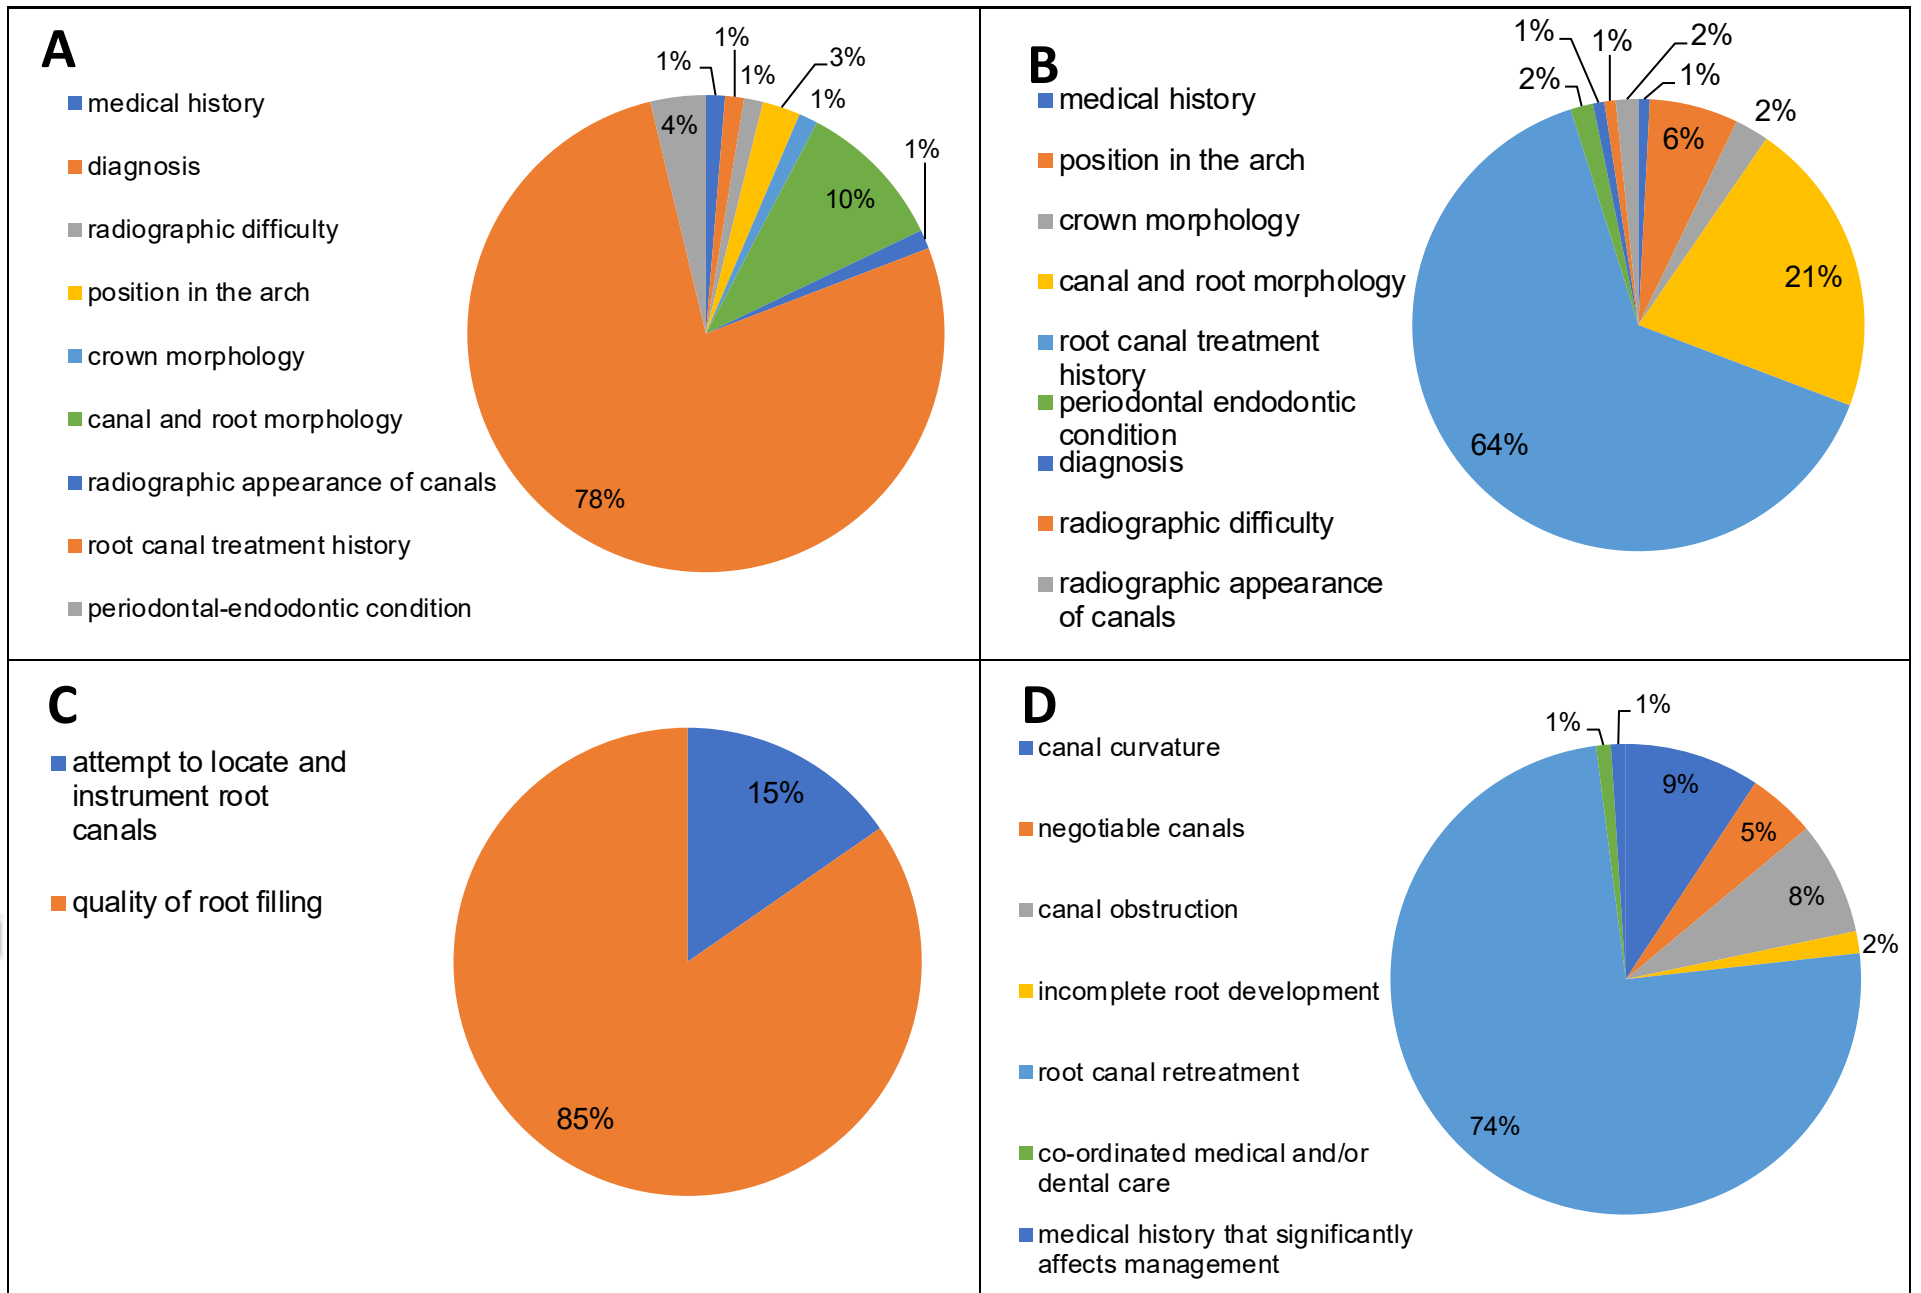 A
medical history
diagnosis
radiographic difficulty
position in the arch
crown morphology
canal and root morphology
radiographic appearance of canals
root canal treatment history
periodontal-endodontic condition
1%
1%
1%
3%
1%
10%
1%
78%
4%
B
medical history
position in the arch
crown morphology
canal and root morphology
root canal treatment
history
periodontal endodontic
condition
diagnosis
radiographic difficulty
radiographic appearance
of canals
1%
6%
2%
21%
64%
2%
1%
1%
2%
C
attempt to locate and
instrument root
canals
quality of root filling
15%
85%
D
canal curvature
negotiable canals
canal obstruction
incomplete root development
root canal retreatment
co-ordinated medical and/or
dental care
medical history that significantly
affects management
9%
5%
8%
2%
74%
1%
1%